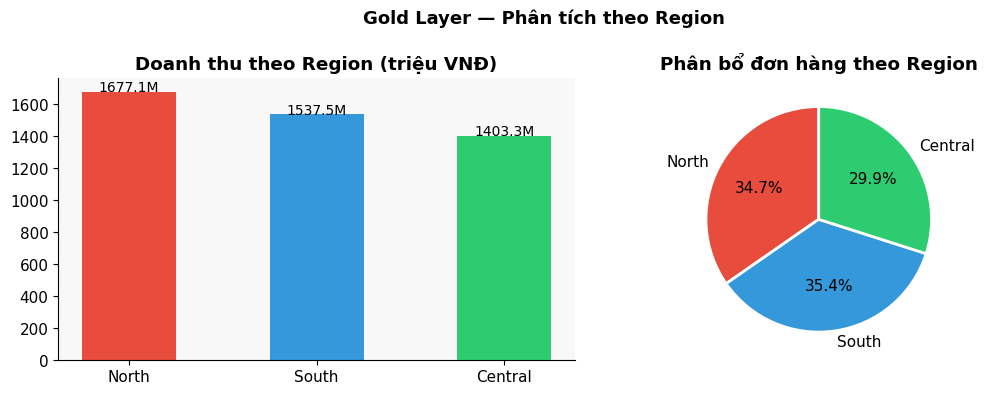 Gold Layer — Phân tích theo Region
Doanh thu theo Region (triệu VNĐ)
1677.1M
1537.5M
1403.3M
1600
1400
1200
1000
800
600
400
200
0
North
South
Central
Phân bổ đơn hàng theo Region
Central
North
29.9%
34.7%
35.4%
South